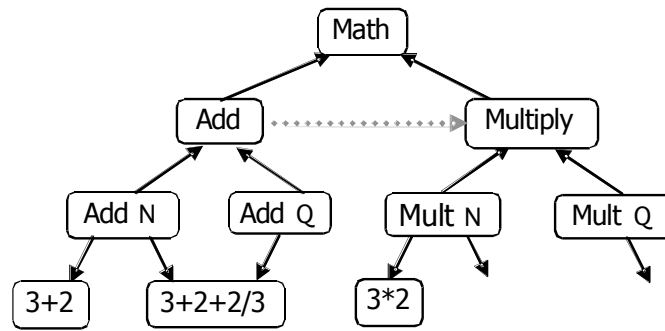 Math
Add
Multiply
Add N
Add Q
Mult N
Mult Q
3+2
3+2+2/3
3*2